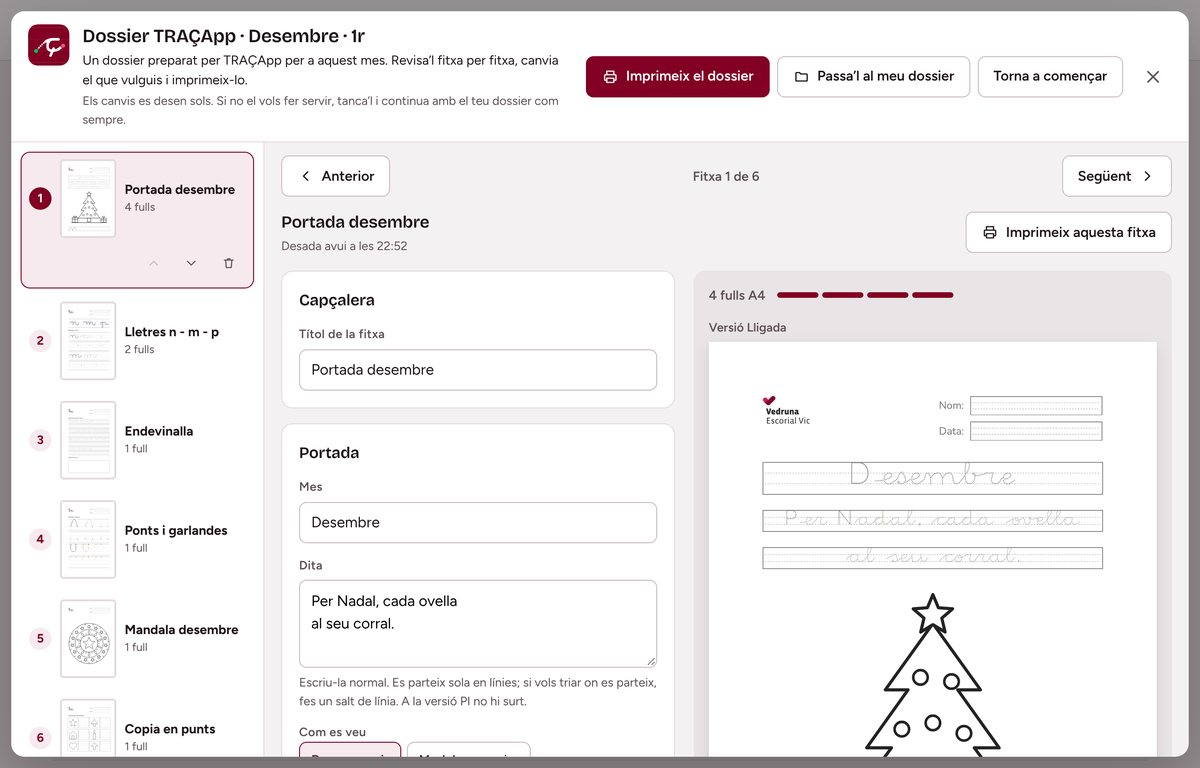 Dossier TRAÇApp · Desembre · 1r
Un dossier preparat per TRAÇApp per a aquest mes. Revisa’l fitxa per fitxa, canvia
el que vulguis i imprimeix-lo.
Els canvis es desen sols. Si no el vols fer servir, tanca’l i continua amb el teu dossier com
sempre.
Imprimeix el dossier
Passa’l al meu dossier
Torna a començar
1
Portada desembre
4 fulls
2
Lletres n - m - p
2 fulls
3
Endevinalla
1 full
4
Ponts i garlandes
1 full
5
Mandala desembre
1 full
6
Copia en punts
1 full
Anterior
Fitxa 1 de 6
Següent
Portada desembre
Desada avui a les 22:52
Imprimeix aquesta fitxa
Capçalera
Títol de la fitxa
Portada desembre
Portada
Mes
Desembre
Dita
Per Nadal, cada ovella
al seu corral.
Escriu-la normal. Es parteix sola en línies; si vols triar on es parteix,
fes un salt de línia. A la versió PI no hi surt.
Com es veu
4 fulls A4
Versió Lligada
Vedruna
Escorial Vic
Nom:
Data:
Desembre
Per Nadal, cada ovella
al seu corral.